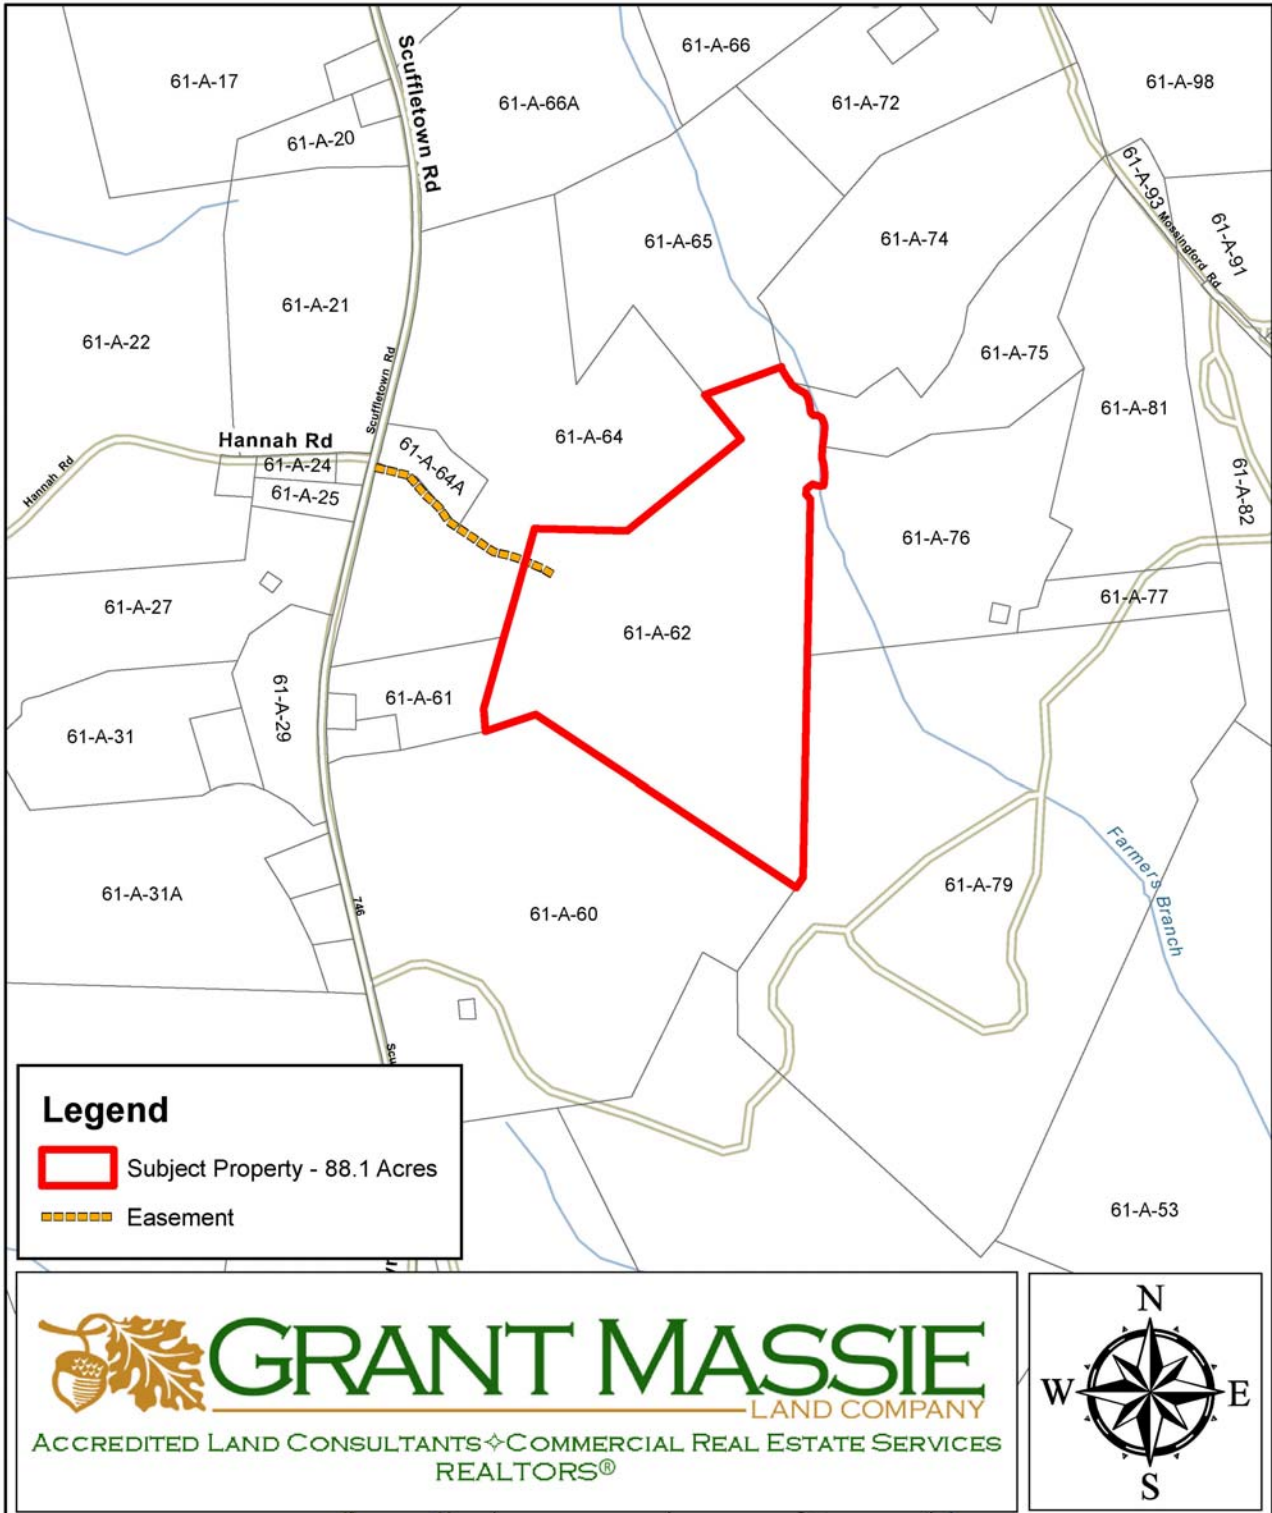 61-A-66
61-A-17
61-A-66A
61-A-72
61-A-98
Scuffletown Rd
61-A-20
61-A-93
Mossingford Rd
61-A-91
61-A-65
61-A-74
61-A-21
61-A-22
Scuffletown Rd
61-A-75
61-A-81
61-A-64
Hannah Rd
61-A-64A
61-A-24
61-A-25
Hannah Rd
61-A-82
61-A-76
61-A-27
61-A-77
61-A-62
61-A-61
61-A-29
61-A-31
Farmers Branch
61-A-31A
746
61-A-79
61-A-60
Scu
61-A-53
Legend
Subject Property - 88.1 Acres
Easement
GRANT MASSIE
LAND COMPANY
ACCREDITED LAND CONSULTANTS✧COMMERCIAL REAL ESTATE SERVICES
REALTORS®
N
W E
S